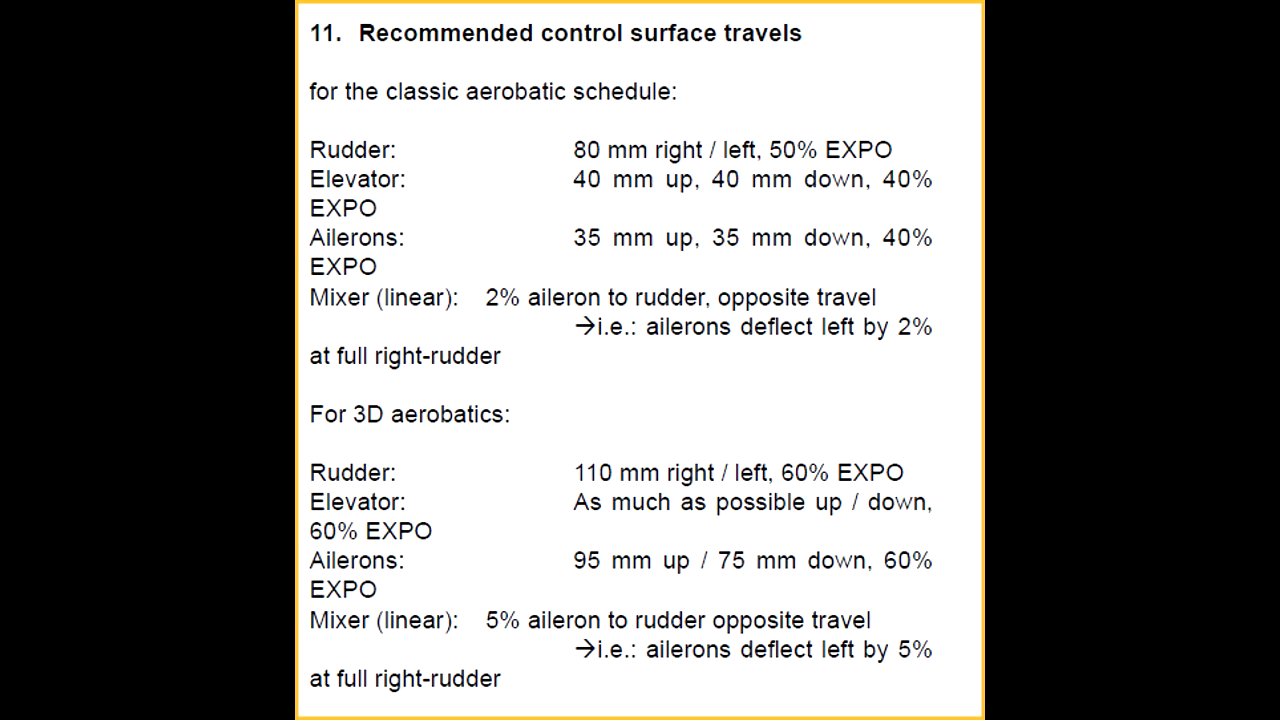 11. Recommended control surface travels
for the classic aerobatic schedule:
Rudder: 80 mm right / left, 50% EXPO
Elevator: 40 mm up, 40 mm down, 40%
EXPO
Ailerons: 35 mm up, 35 mm down, 40%
EXPO
Mixer (linear): 2% aileron to rudder, opposite travel
→i.e.: ailerons deflect left by 2%
at full right-rudder
For 3D aerobatics:
Rudder: 110 mm right / left, 60% EXPO
Elevator: As much as possible up / down,
60% EXPO
Ailerons: 95 mm up / 75 mm down, 60%
EXPO
Mixer (linear): 5% aileron to rudder opposite travel
→i.e.: ailerons deflect left by 5%
at full right-rudder